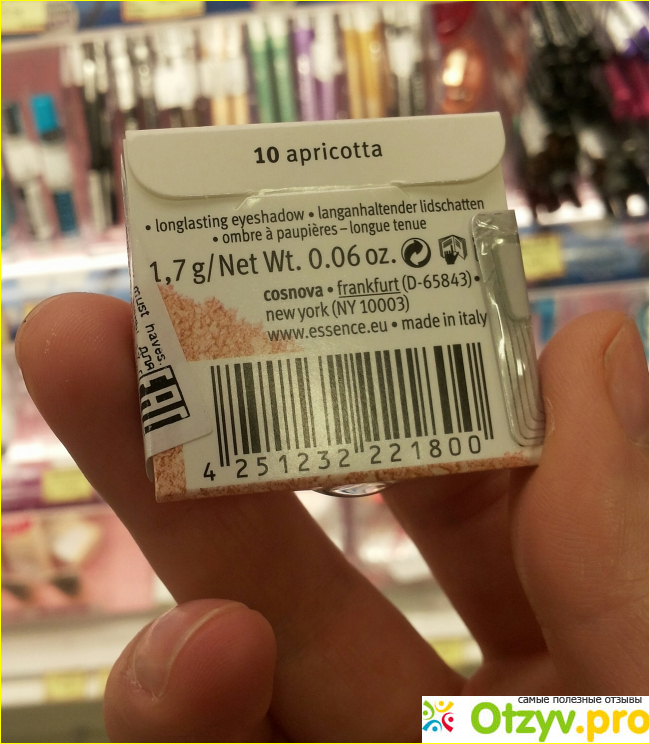 10 apricotta
• longlasting eyeshadow • langanhaltender lidschatten
• ombre à paupières – longue tenue
1,7 g/Net Wt. 0.06 oz.
cosnova • frankfurt (D-65843) •
new york (NY 10003)
www.essence.eu • made in italy
must haves.
для
EAC
4 251232 221800
самые полезные отзывы
Otzyv.pro